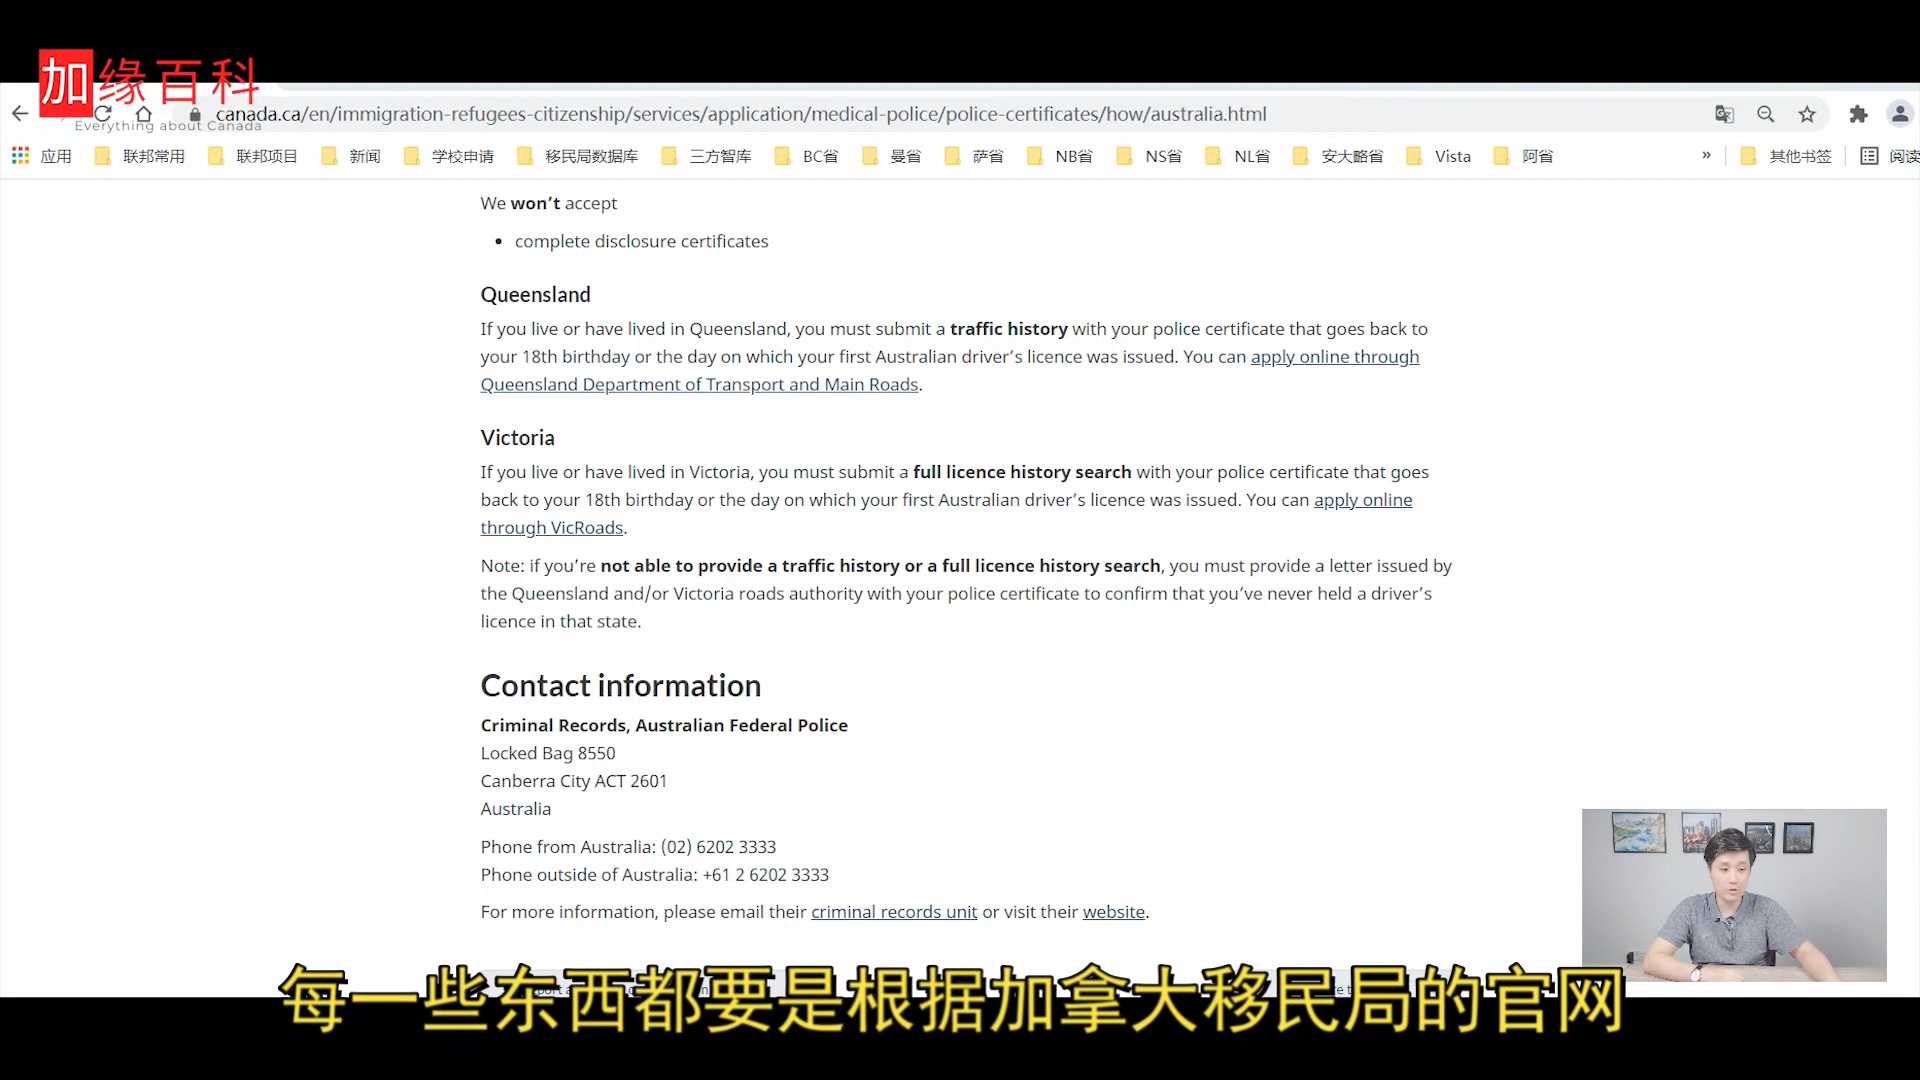 加缘百科
Everything about Canada
canada.ca/en/immigration-refugees-citizenship/services/application/medical-police/police-certificates/how/australia.html
应用 联邦常用 联邦项目 新闻 学校申请 移民局数据库 三方智库 BC省 曼省 萨省 NB省 NS省 NL省 安大略省 Vista 阿省 » 其他书签 阅读
We won’t accept
• complete disclosure certificates
Queensland
If you live or have lived in Queensland, you must submit a traffic history with your police certificate that goes back to
your 18th birthday or the day on which your first Australian driver’s licence was issued. You can apply online through
Queensland Department of Transport and Main Roads.
Victoria
If you live or have lived in Victoria, you must submit a full licence history search with your police certificate that goes
back to your 18th birthday or the day on which your first Australian driver’s licence was issued. You can apply online
through VicRoads.
Note: if you’re not able to provide a traffic history or a full licence history search, you must provide a letter issued by
the Queensland and/or Victoria roads authority with your police certificate to confirm that you’ve never held a driver’s
licence in that state.
Contact information
Criminal Records, Australian Federal Police
Locked Bag 8550
Canberra City ACT 2601
Australia
Phone from Australia: (02) 6202 3333
Phone outside of Australia: +61 2 6202 3333
For more information, please email their criminal records unit or visit their website.
每一些东西都要是根据加拿大移民局的官网